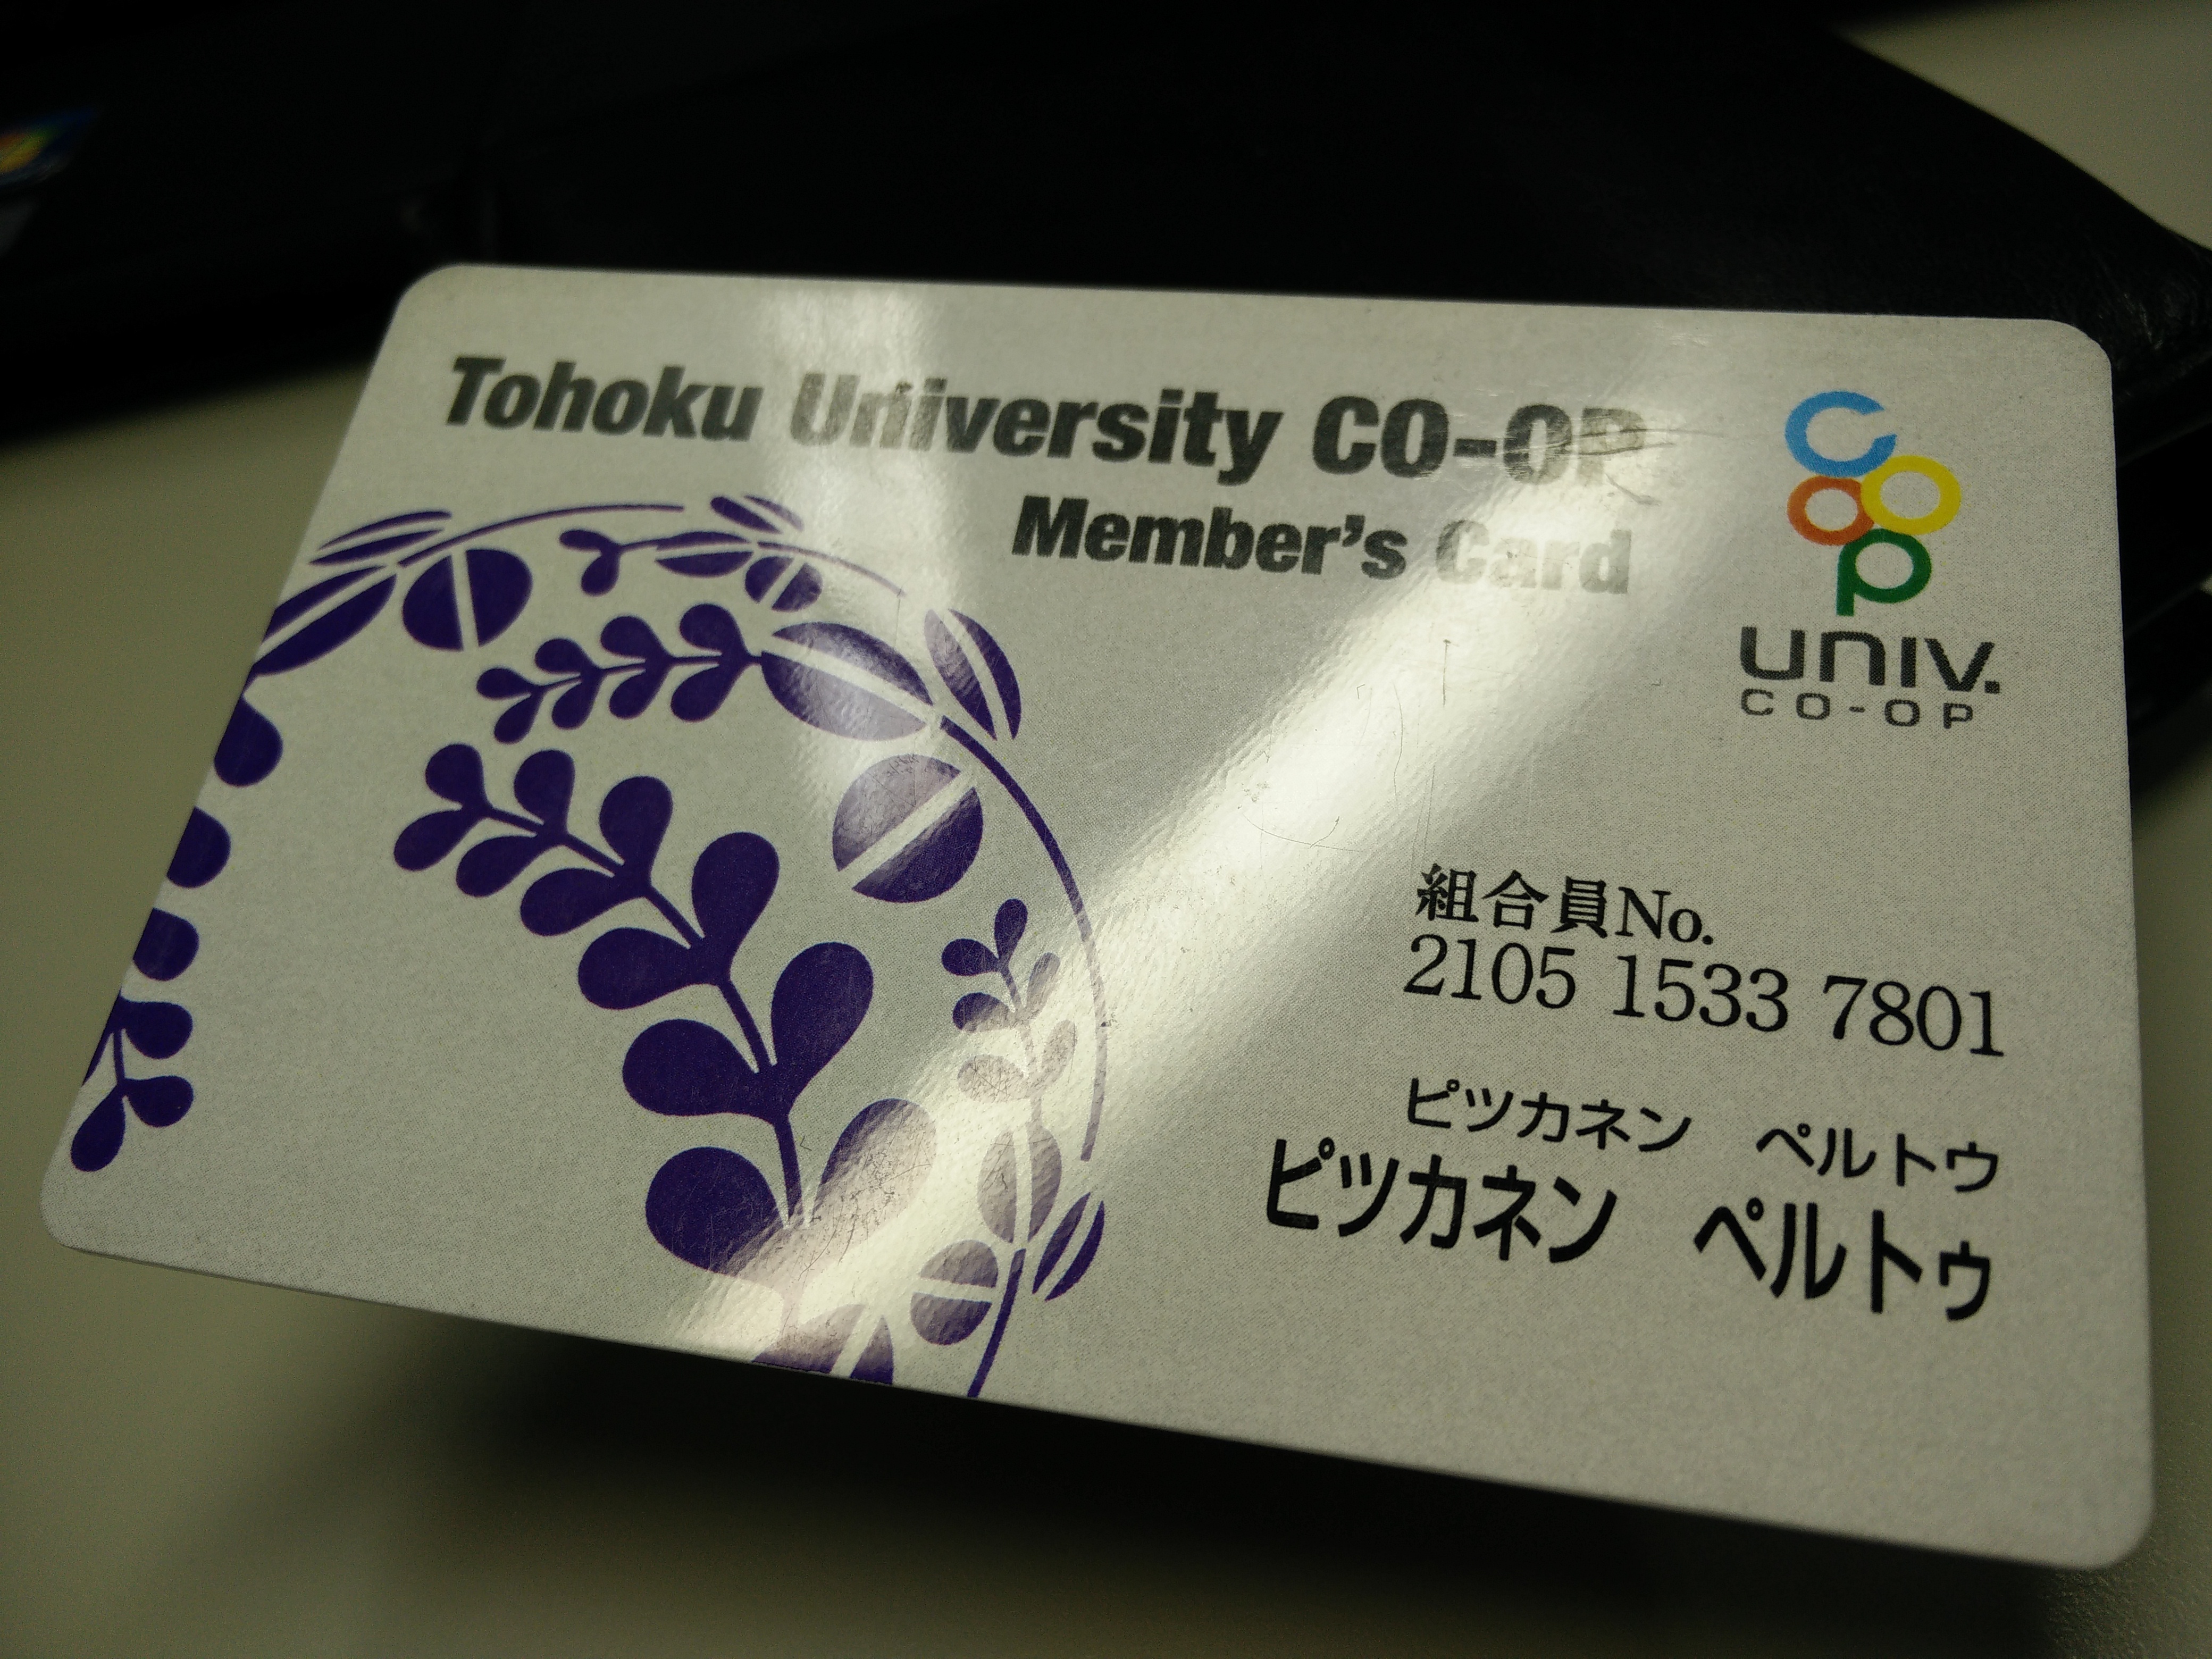 Tohoku University CO-OP
Member's Card
coop
UNIV.
CO-OP
組合員No.
2105 1533 7801
ピツカネン ペルトウ
ピツカネン ペルトゥ